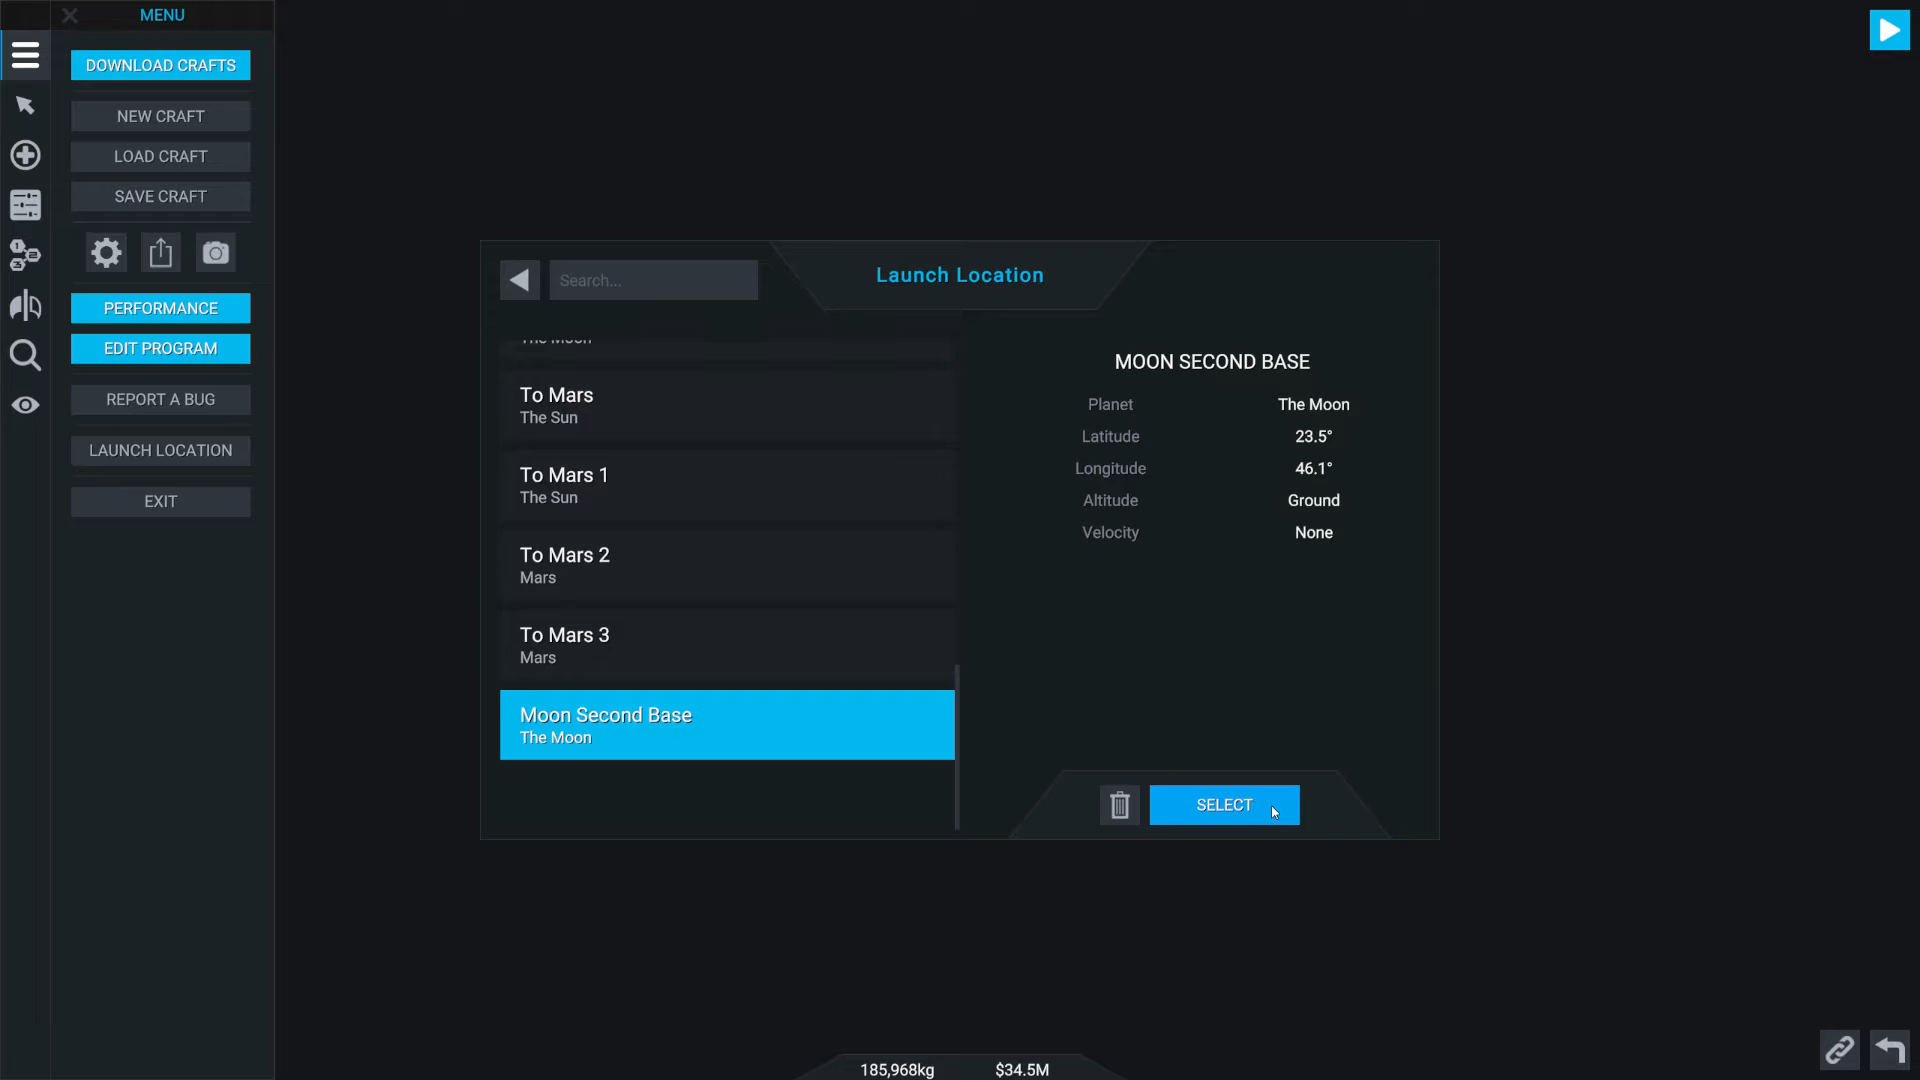 MENU
DOWNLOAD CRAFTS
NEW CRAFT
LOAD CRAFT
SAVE CRAFT
PERFORMANCE
EDIT PROGRAM
REPORT A BUG
LAUNCH LOCATION
EXIT
Search...
Launch Location
The Moon
To Mars
The Sun
To Mars 1
The Sun
To Mars 2
Mars
To Mars 3
Mars
Moon Second Base
The Moon
MOON SECOND BASE
Planet The Moon
Latitude 23.5°
Longitude 46.1°
Altitude Ground
Velocity None
SELECT
185,968kg $34.5M